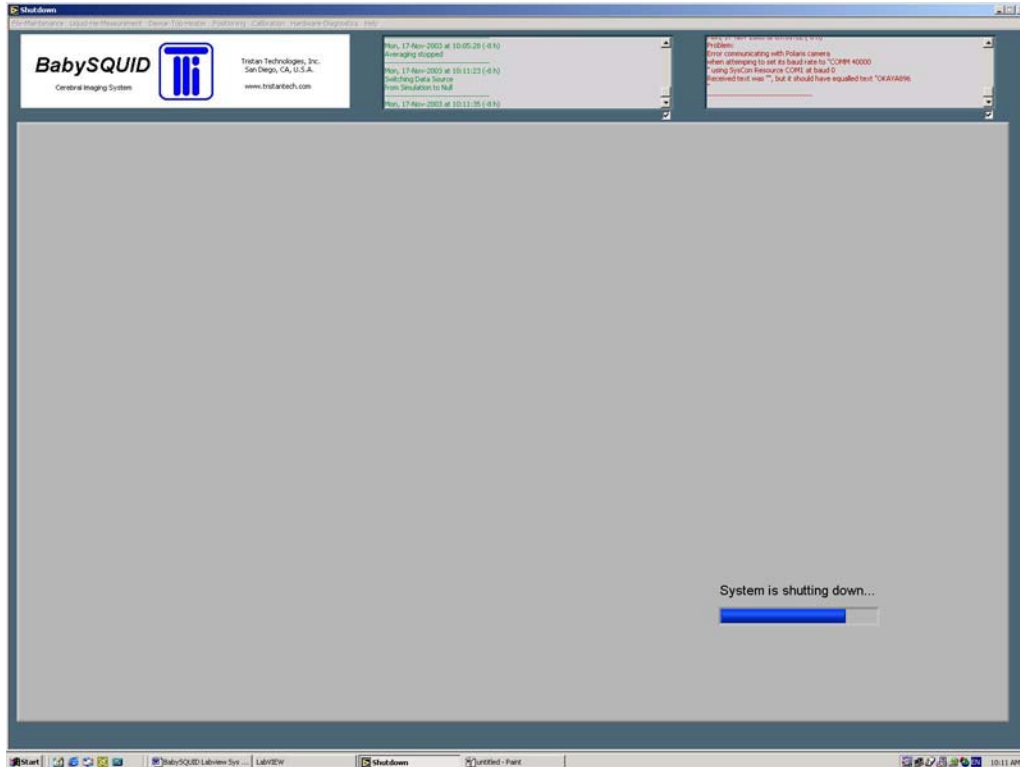 Shutdown
File Maintenance Liquid He Measurement Dewar Top Heater Positioning Calibration Hardware Diagnostics Help
BabySQUID
Cerebral Imaging System
Tristan Technologies, Inc.
San Diego, CA, U.S.A.
www.tristantech.com
Mon, 17-Nov-2003 at 10:05:28 (-8 h)
Averaging stopped
Mon, 17-Nov-2003 at 10:11:23 (-8 h)
Switching Data Source
from Simulation to Null
Mon, 17-Nov-2003 at 10:11:35 (-8 h)
Problem:
Error communicating with Polaris camera
when attemping to set its baud rate to "COMM 40000
" using SysCon Resource COM1 at baud 0
Received text was "", but it should have equalled text "OKAYA896
"
System is shutting down...
Start
BabySQUID Labview Sys ...
LabVIEW
Shutdown
untitled - Paint
EN
10:11 AM